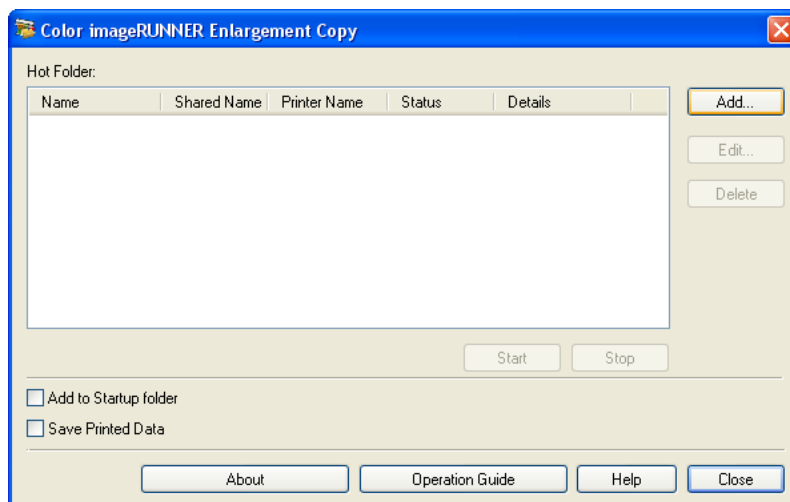 Color imageRUNNER Enlargement Copy
Hot Folder:
Name Shared Name Printer Name Status Details
Add...
Edit...
Delete
Start Stop
Add to Startup folder
Save Printed Data
About Operation Guide Help Close